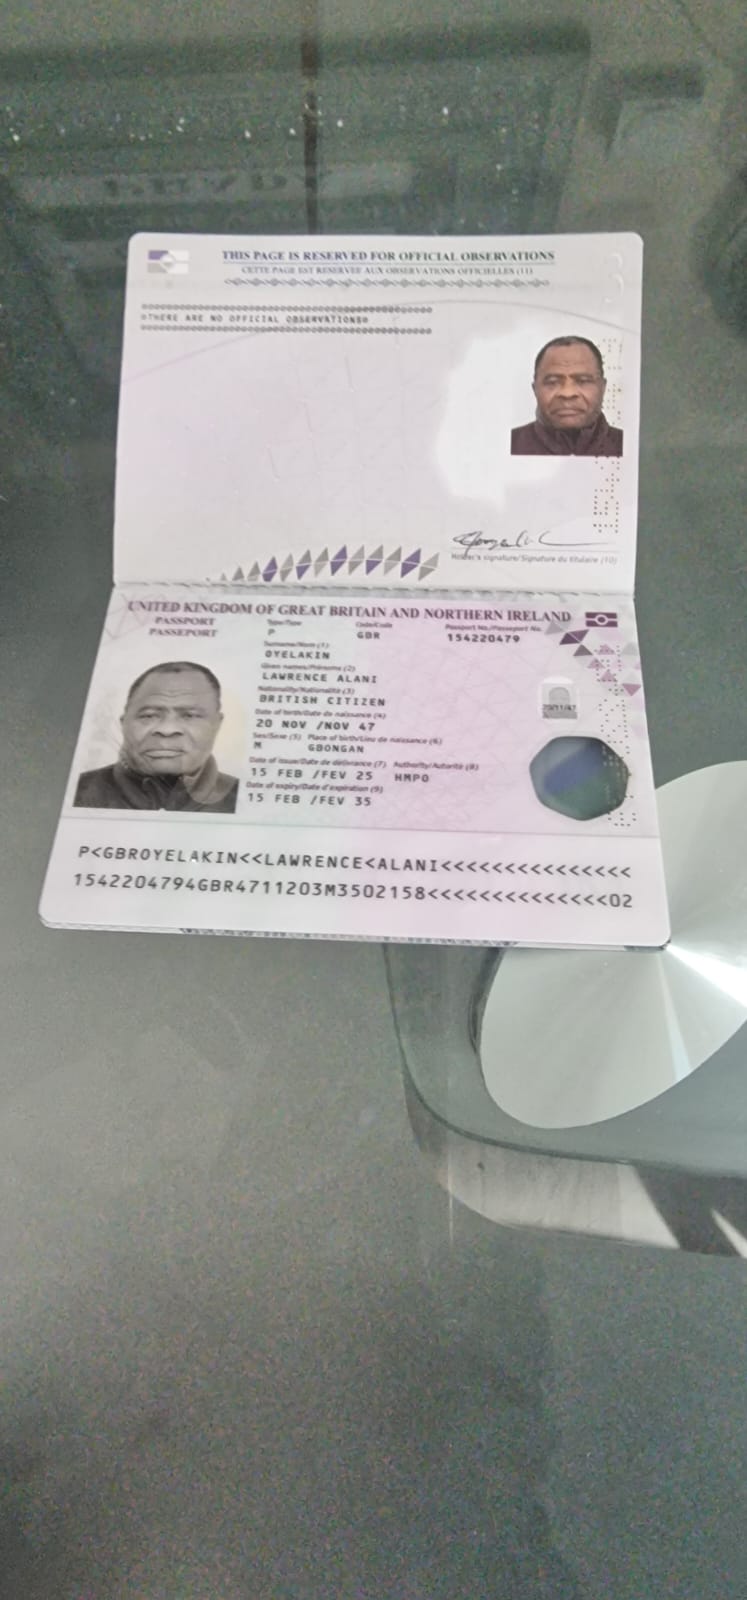 THIS PAGE IS RESERVED FOR OFFICIAL OBSERVATIONS
CETTE PAGE EST RESERVEE AUX OBSERVATIONS OFFICIELLES (11)
THERE ARE NO OFFICIAL OBSERVATIONS
Holder's signature/Signature du titulaire (10)
UNITED KINGDOM OF GREAT BRITAIN AND NORTHERN IRELAND
PASSPORT
PASSEPORT
Type/Type
Code/Code
Passport No./Passeport No.
P
GBR
154220479
Surname/Nom (1)
OYELAKIN
Given names/Prénoms (2)
LAWRENCE ALANI
Nationality/Nationalité (3)
BRITISH CITIZEN
Date of birth/Date de naissance (4)
20 NOV /NOV 47
Sex/Sexe (5) Place of birth/Lieu de naissance (6)
M GBONGAN
Date of issue/Date de délivrance (7) Authority/Autorité (8)
15 FEB /FEV 25 HMPO
Date of expiry/Date d'expiration (9)
15 FEB /FEV 35
P<GBROYELAKIN<<LAWRENCE<ALANI<<<<<<<<<<<<<<<
1542204794GBR4711203M3502158<<<<<<<<<<<<<<02